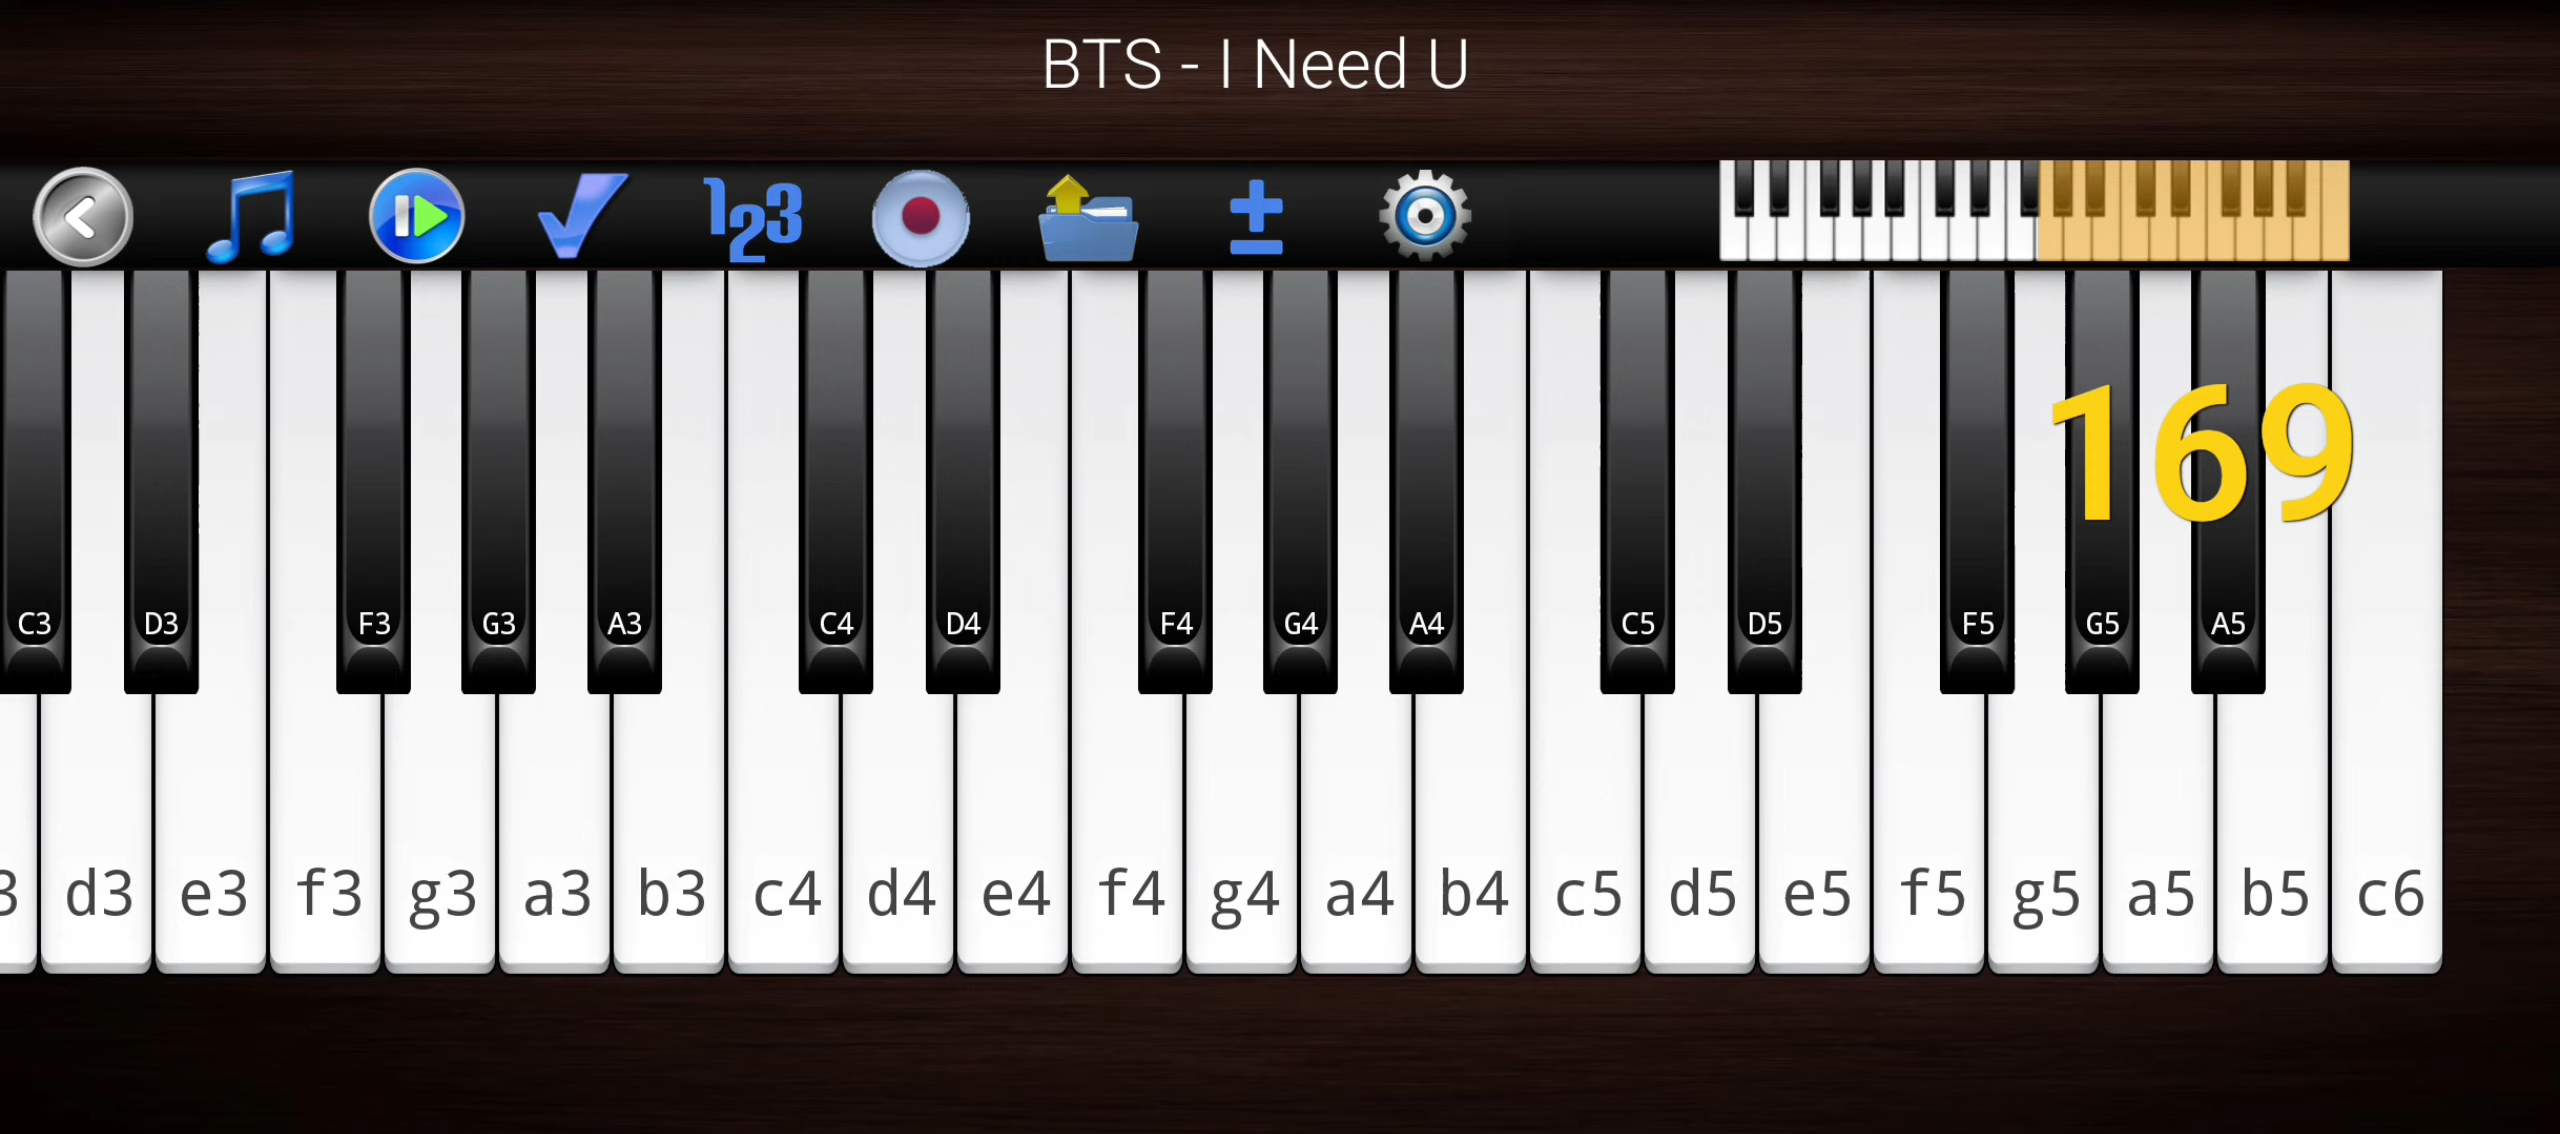 BTS - I Need U
123
169
C3 D3 F3 G3 A3 C4 D4 F4 G4 A4 C5 D5 F5 G5 A5
3 d3 e3 f3 g3 a3 b3 c4 d4 e4 f4 g4 a4 b4 c5 d5 e5 f5 g5 a5 b5 c6